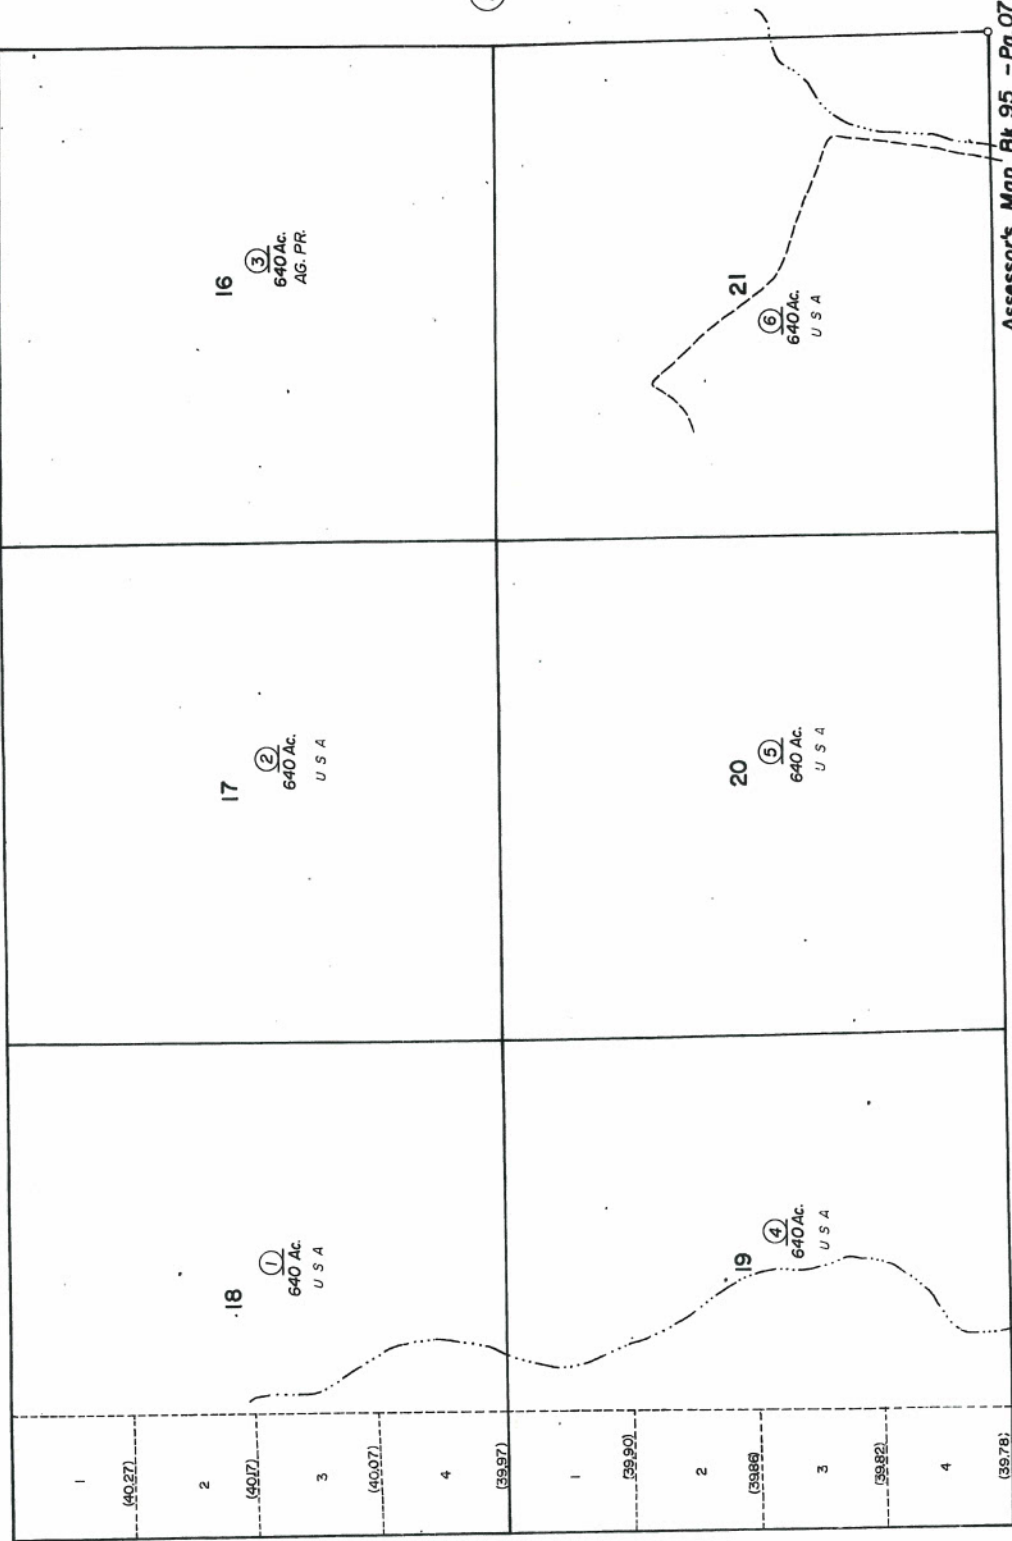 16
3
640 Ac.
AG. PR.
17
2
640 Ac.
U S A
18
1
640 Ac.
U S A
1
(40.27)
2
(40.17)
3
(40.07)
4
(39.97)
21
6
640 Ac.
U S A
20
5
640 Ac.
U S A
19
4
640 Ac.
U S A
1
(39.90)
2
(39.86)
3
(39.82)
4
(39.78)
Assessor's Map Bk. 95 - Pg. 07